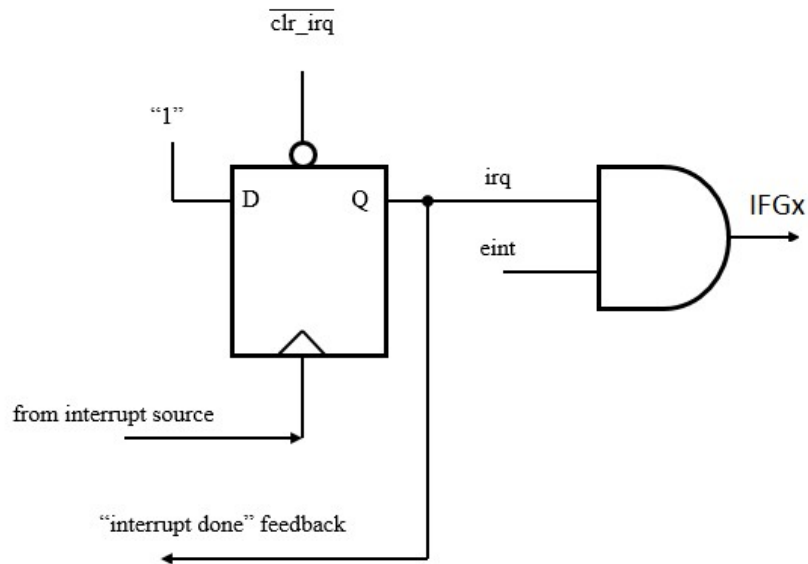 clr_irq
“1”
D
Q
irq
IFGx
eint
from interrupt source
“interrupt done” feedback